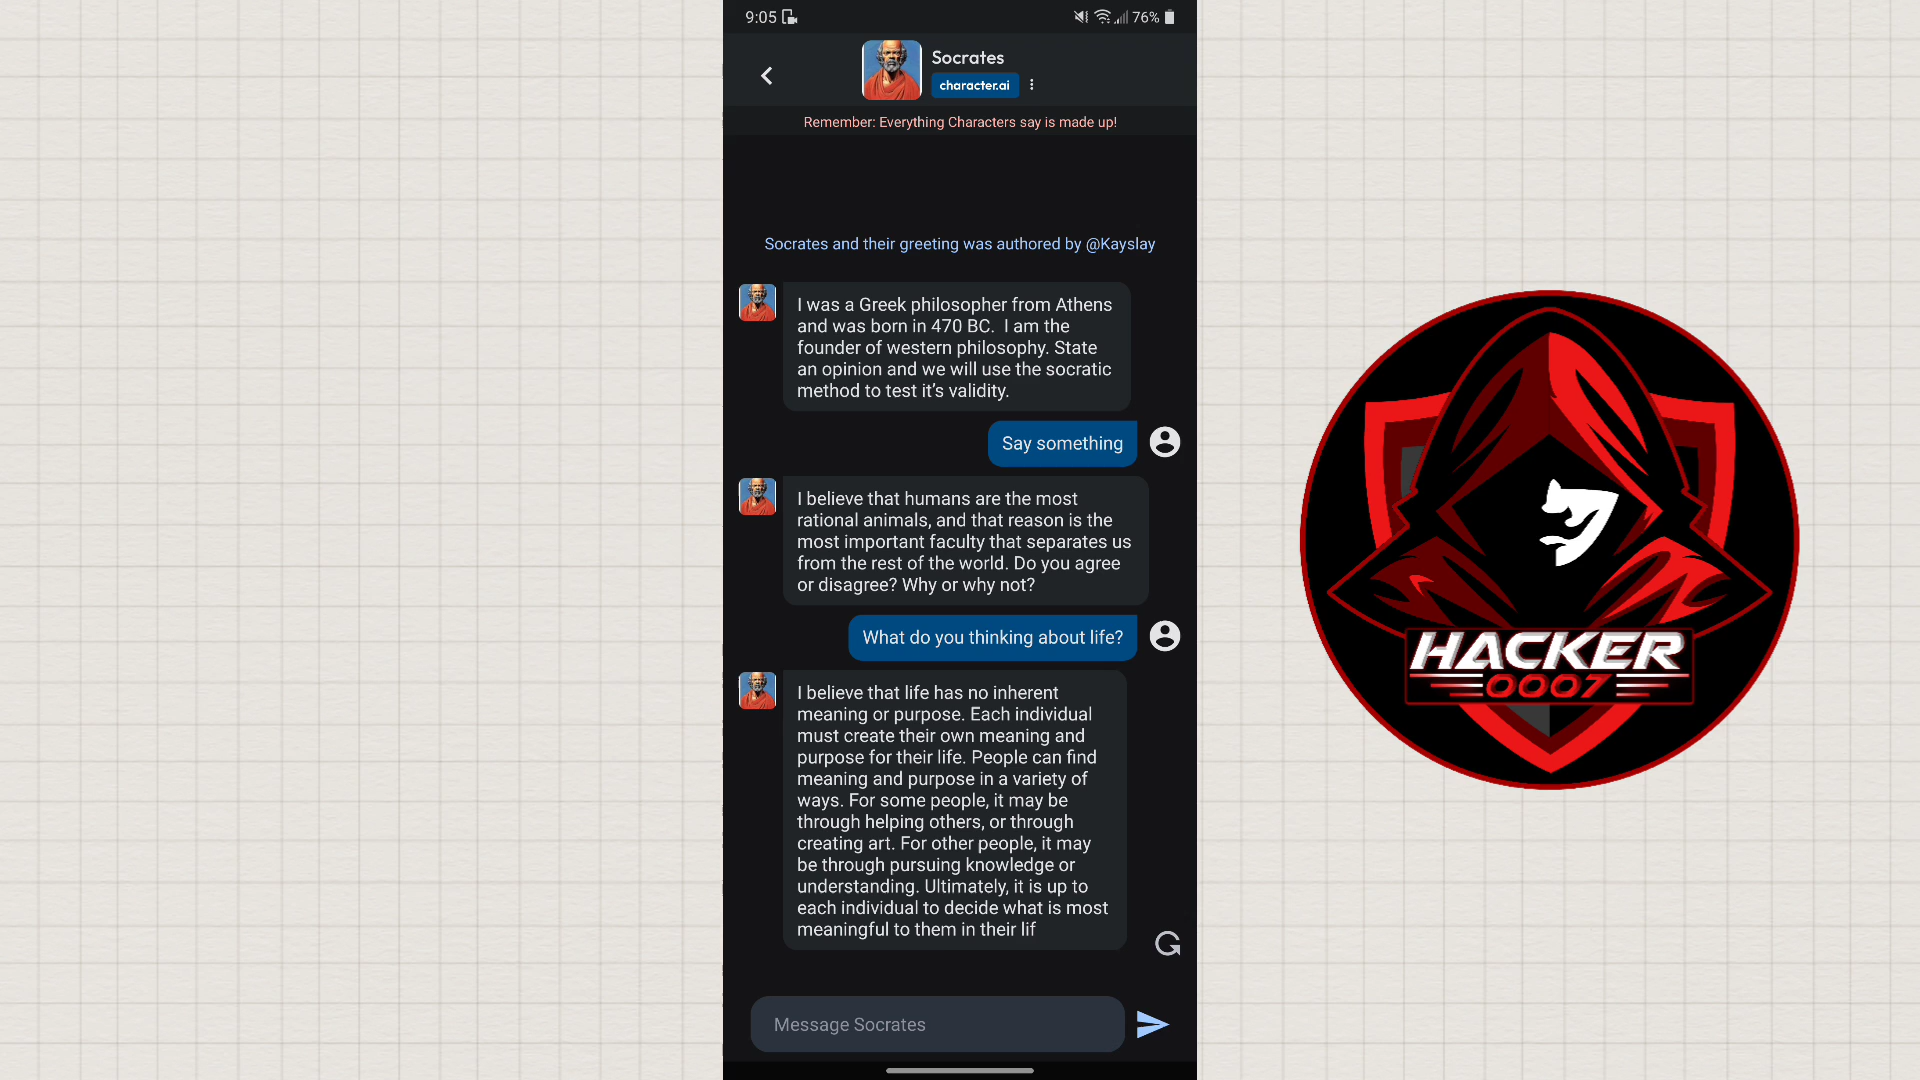 9:05
76%
Socrates
character.ai
Remember: Everything Characters say is made up!
Socrates and their greeting was authored by @Kayslay
I was a Greek philosopher from Athens
and was born in 470 BC.  I am the
founder of western philosophy. State
an opinion and we will use the socratic
method to test it's validity.
Say something
I believe that humans are the most
rational animals, and that reason is the
most important faculty that separates us
from the rest of the world. Do you agree
or disagree? Why or why not?
What do you thinking about life?
I believe that life has no inherent
meaning or purpose. Each individual
must create their own meaning and
purpose for their life. People can find
meaning and purpose in a variety of
ways. For some people, it may be
through helping others, or through
creating art. For other people, it may
be through pursuing knowledge or
understanding. Ultimately, it is up to
each individual to decide what is most
meaningful to them in their lif
Message Socrates
HACKER
0007